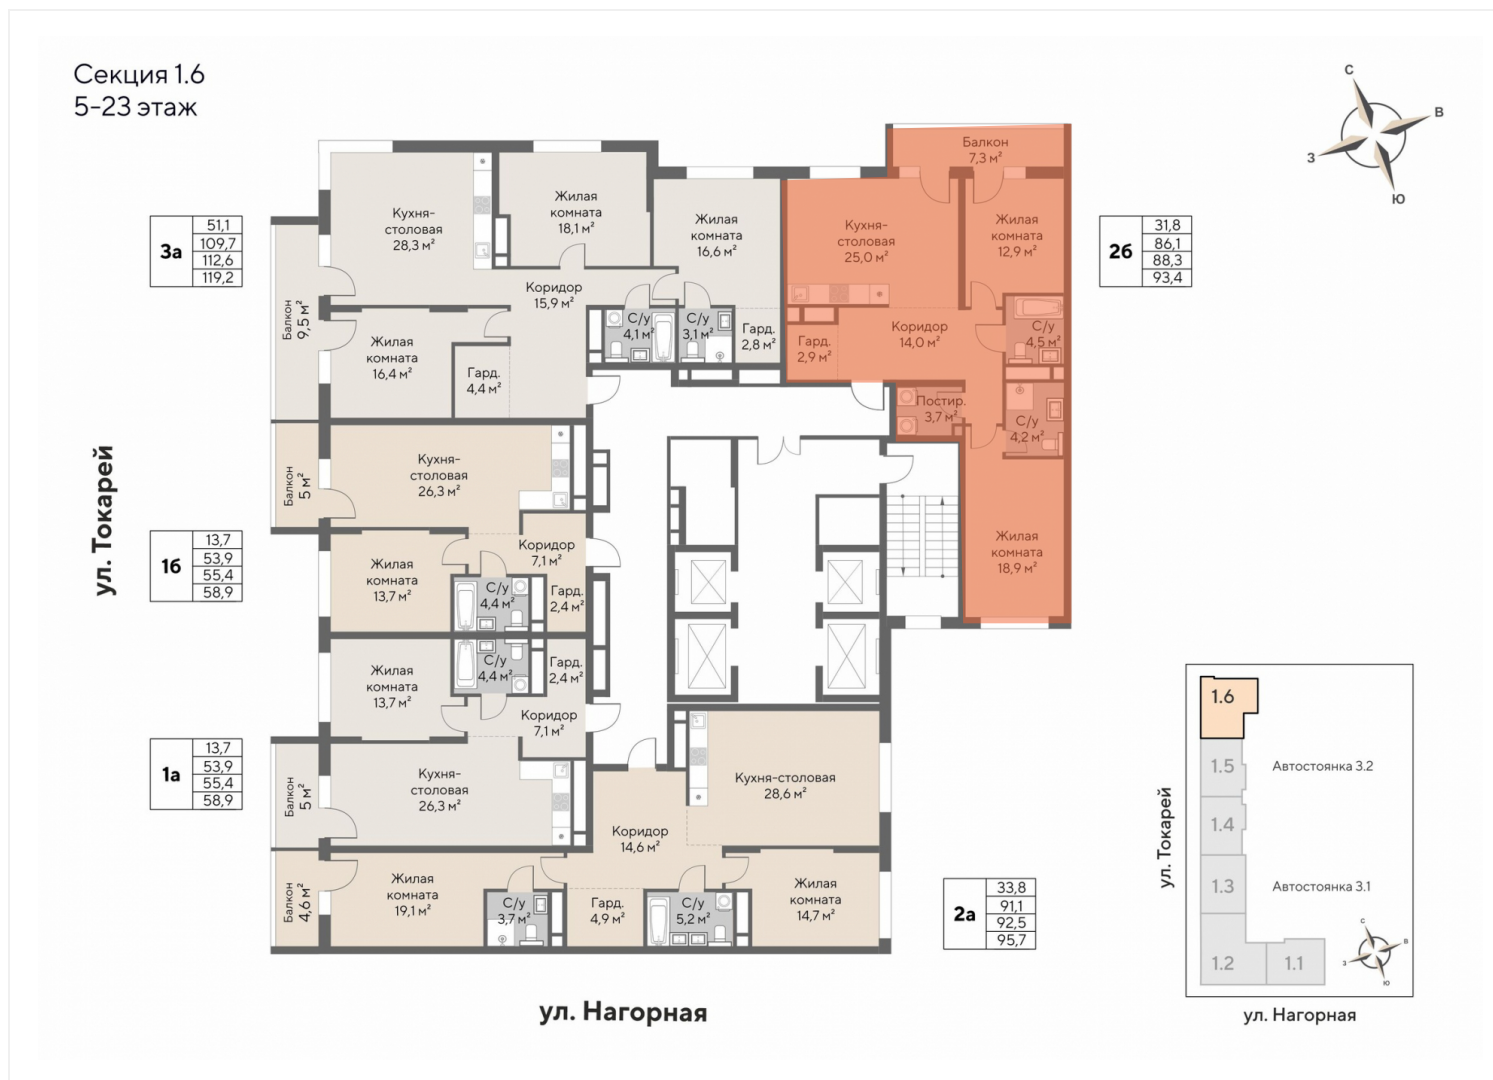 Секция 1.6
5-23 этаж
С
В
З
Ю
3а
51,1
109,7
112,6
119,2
Балкон
9,5 м²
Кухня-
столовая
28,3 м²
Жилая
комната
18,1 м²
Жилая
комната
16,6 м²
Коридор
15,9 м²
С/у
4,1 м²
С/у
3,1 м²
Гард.
2,8 м²
Жилая
комната
16,4 м²
Гард.
4,4 м²
Балкон
7,3 м²
Кухня-
столовая
25,0 м²
Жилая
комната
12,9 м²
Коридор
14,0 м²
Гард.
2,9 м²
С/у
4,5 м²
Постир.
3,7 м²
С/у
4,2 м²
Жилая
комната
18,9 м²
2б
31,8
86,1
88,3
93,4
ул. Токарей
1б
13,7
53,9
55,4
58,9
Балкон
5 м²
Кухня-
столовая
26,3 м²
Коридор
7,1 м²
Жилая
комната
13,7 м²
С/у
4,4 м²
Гард.
2,4 м²
1а
13,7
53,9
55,4
58,9
Жилая
комната
13,7 м²
С/у
4,4 м²
Гард.
2,4 м²
Коридор
7,1 м²
Балкон
5 м²
Кухня-
столовая
26,3 м²
Кухня-столовая
28,6 м²
Коридор
14,6 м²
Балкон
4,6 м²
Жилая
комната
19,1 м²
С/у
3,7 м²
Гард.
4,9 м²
С/у
5,2 м²
Жилая
комната
14,7 м²
2а
33,8
91,1
92,5
95,7
ул. Нагорная
1.6
1.5
1.4
1.3
1.2
1.1
Автостоянка 3.2
Автостоянка 3.1
ул. Токарей
С
В
З
Ю
ул. Нагорная